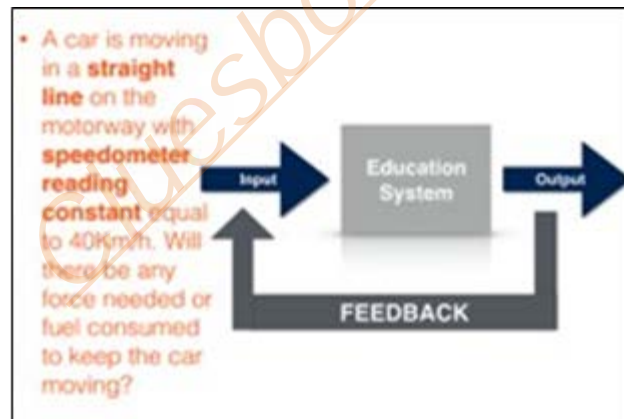 • A car is moving
in a straight
line on the
motorway with
speedometer
reading
constant equal
to 40Km/h. Will
there be any
force needed or
fuel consumed
to keep the car
moving?
Input
Education
System
Output
FEEDBACK